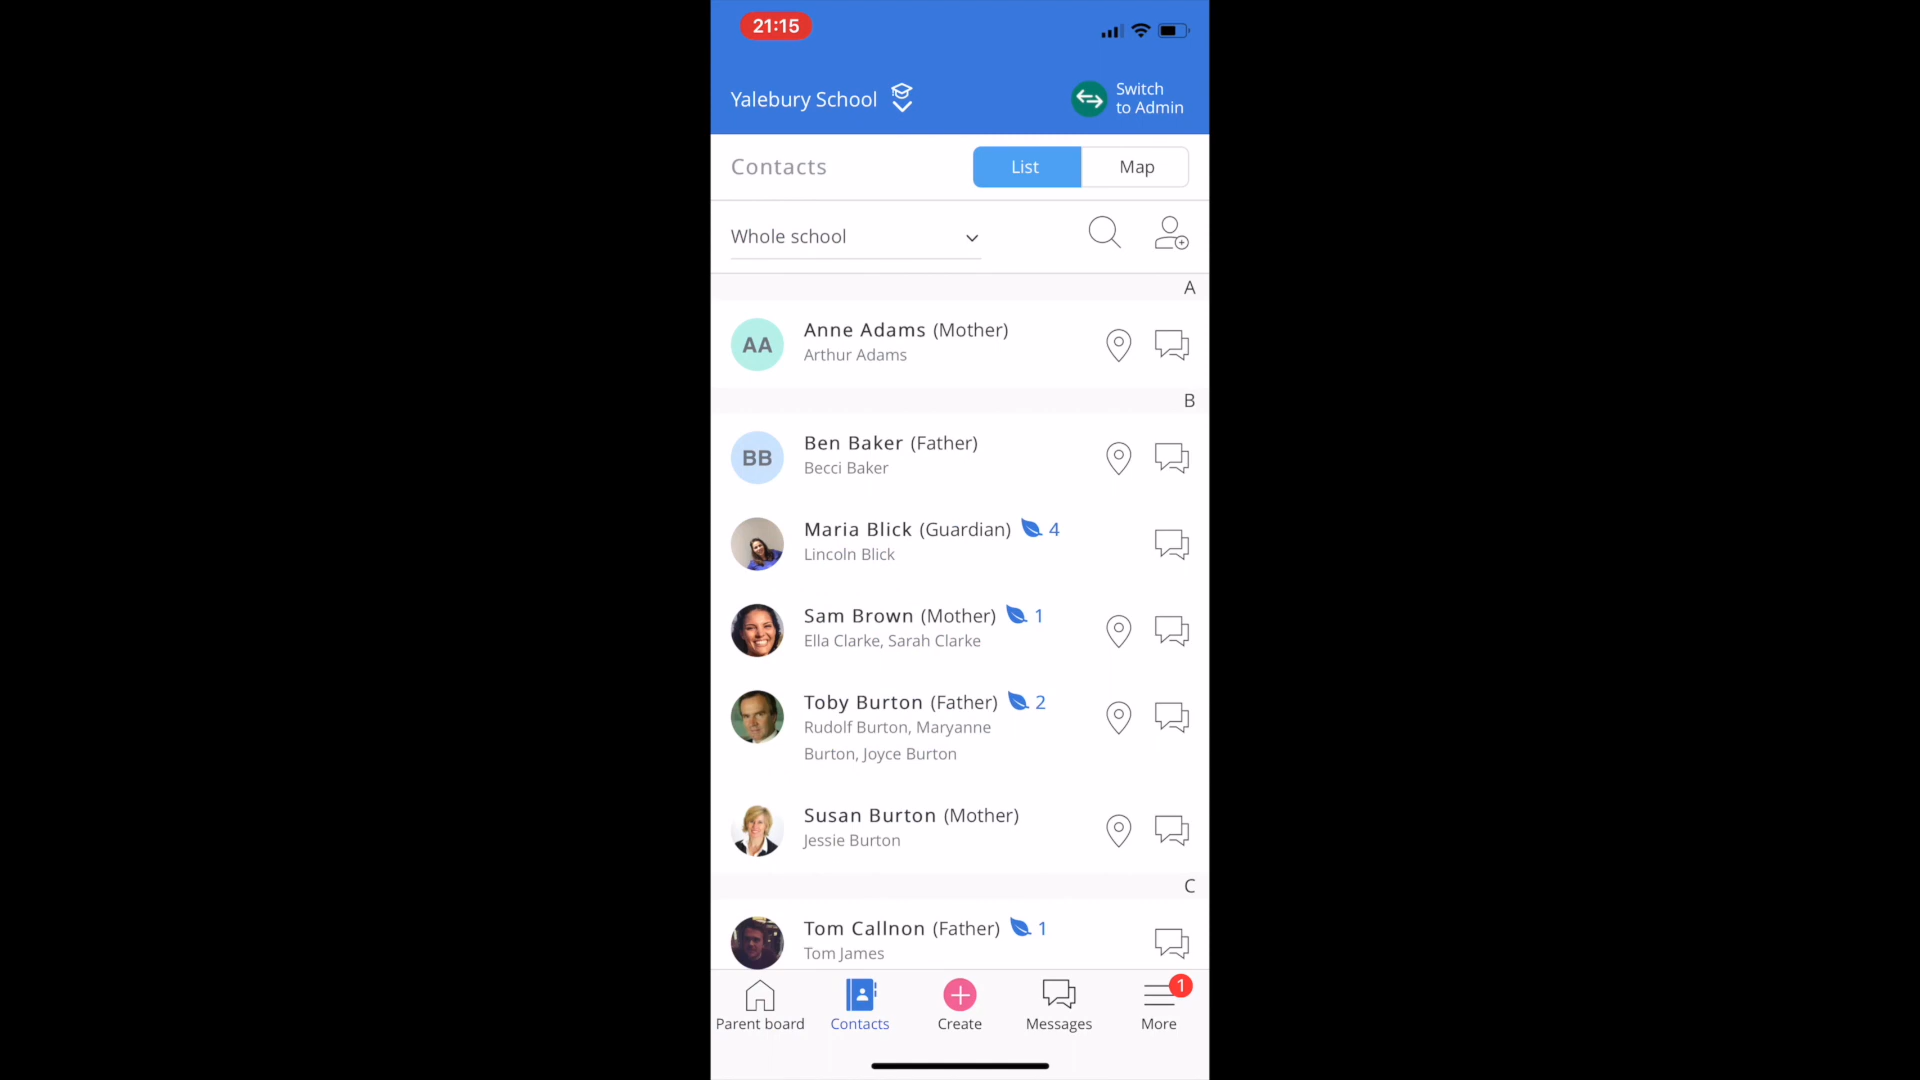 21:15
Yalebury School
Switch
to Admin
Contacts
List
Map
Whole school
A
AA
Anne Adams (Mother)
Arthur Adams
B
BB
Ben Baker (Father)
Becci Baker
Maria Blick (Guardian) 4
Lincoln Blick
Sam Brown (Mother) 1
Ella Clarke, Sarah Clarke
Toby Burton (Father) 2
Rudolf Burton, Maryanne
Burton, Joyce Burton
Susan Burton (Mother)
Jessie Burton
C
Tom Callnon (Father) 1
Tom James
1
Parent board
Contacts
Create
Messages
More